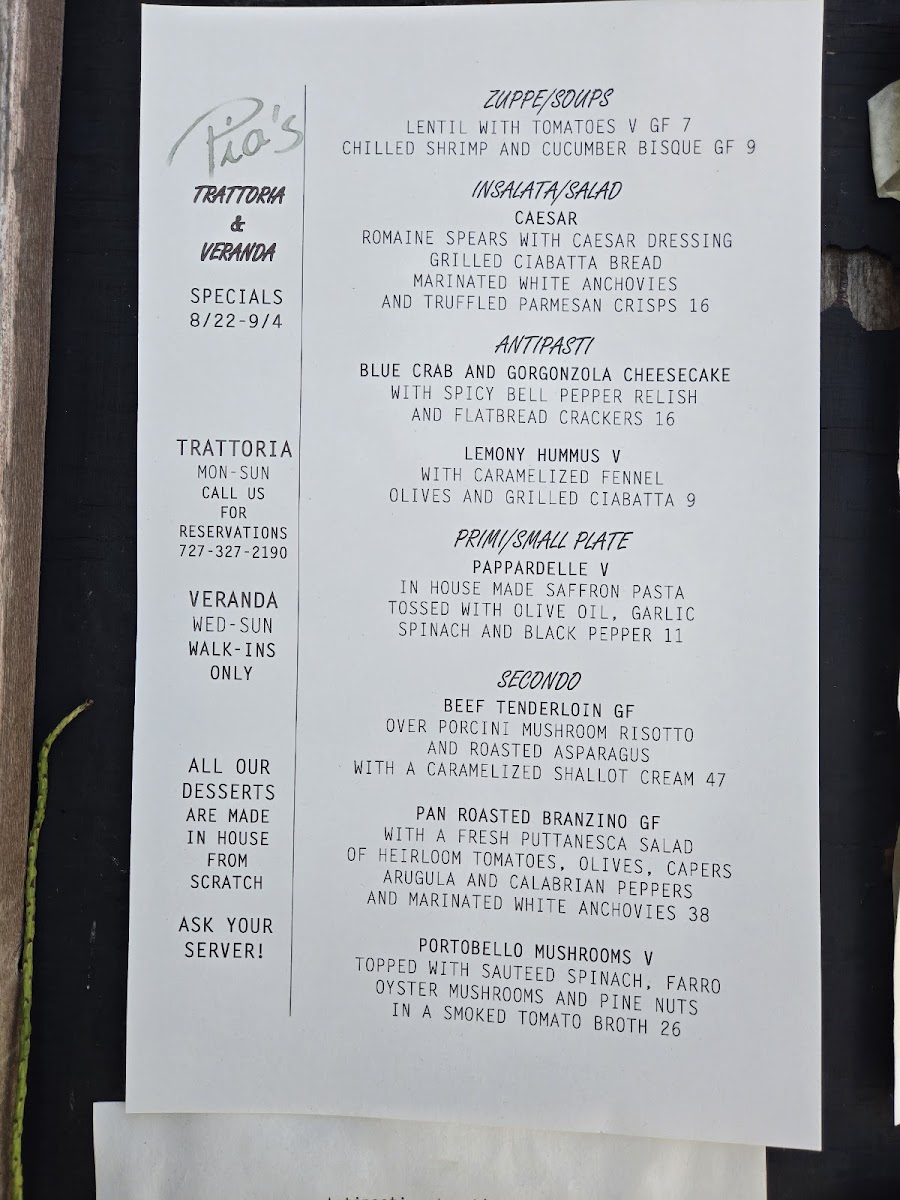 Pia's
TRATTORIA
&
VERANDA
SPECIALS
8/22-9/4
TRATTORIA
MON-SUN
CALL US
FOR
RESERVATIONS
727-327-2190
VERANDA
WED-SUN
WALK-INS
ONLY
ALL OUR
DESSERTS
ARE MADE
IN HOUSE
FROM
SCRATCH
ASK YOUR
SERVER!
ZUPPE/SOUPS
LENTIL WITH TOMATOES V GF 7
CHILLED SHRIMP AND CUCUMBER BISQUE GF 9
INSALATA/SALAD
CAESAR
ROMAINE SPEARS WITH CAESAR DRESSING
GRILLED CIABATTA BREAD
MARINATED WHITE ANCHOVIES
AND TRUFFLED PARMESAN CRISPS 16
ANTIPASTI
BLUE CRAB AND GORGONZOLA CHEESECAKE
WITH SPICY BELL PEPPER RELISH
AND FLATBREAD CRACKERS 16
LEMONY HUMMUS V
WITH CARAMELIZED FENNEL
OLIVES AND GRILLED CIABATTA 9
PRIMI/SMALL PLATE
PAPPARDELLE V
IN HOUSE MADE SAFFRON PASTA
TOSSED WITH OLIVE OIL, GARLIC
SPINACH AND BLACK PEPPER 11
SECONDO
BEEF TENDERLOIN GF
OVER PORCINI MUSHROOM RISOTTO
AND ROASTED ASPARAGUS
WITH A CARAMELIZED SHALLOT CREAM 47
PAN ROASTED BRANZINO GF
WITH A FRESH PUTTANESCA SALAD
OF HEIRLOOM TOMATOES, OLIVES, CAPERS
ARUGULA AND CALABRIAN PEPPERS
AND MARINATED WHITE ANCHOVIES 38
PORTOBELLO MUSHROOMS V
TOPPED WITH SAUTEED SPINACH, FARRO
OYSTER MUSHROOMS AND PINE NUTS
IN A SMOKED TOMATO BROTH 26